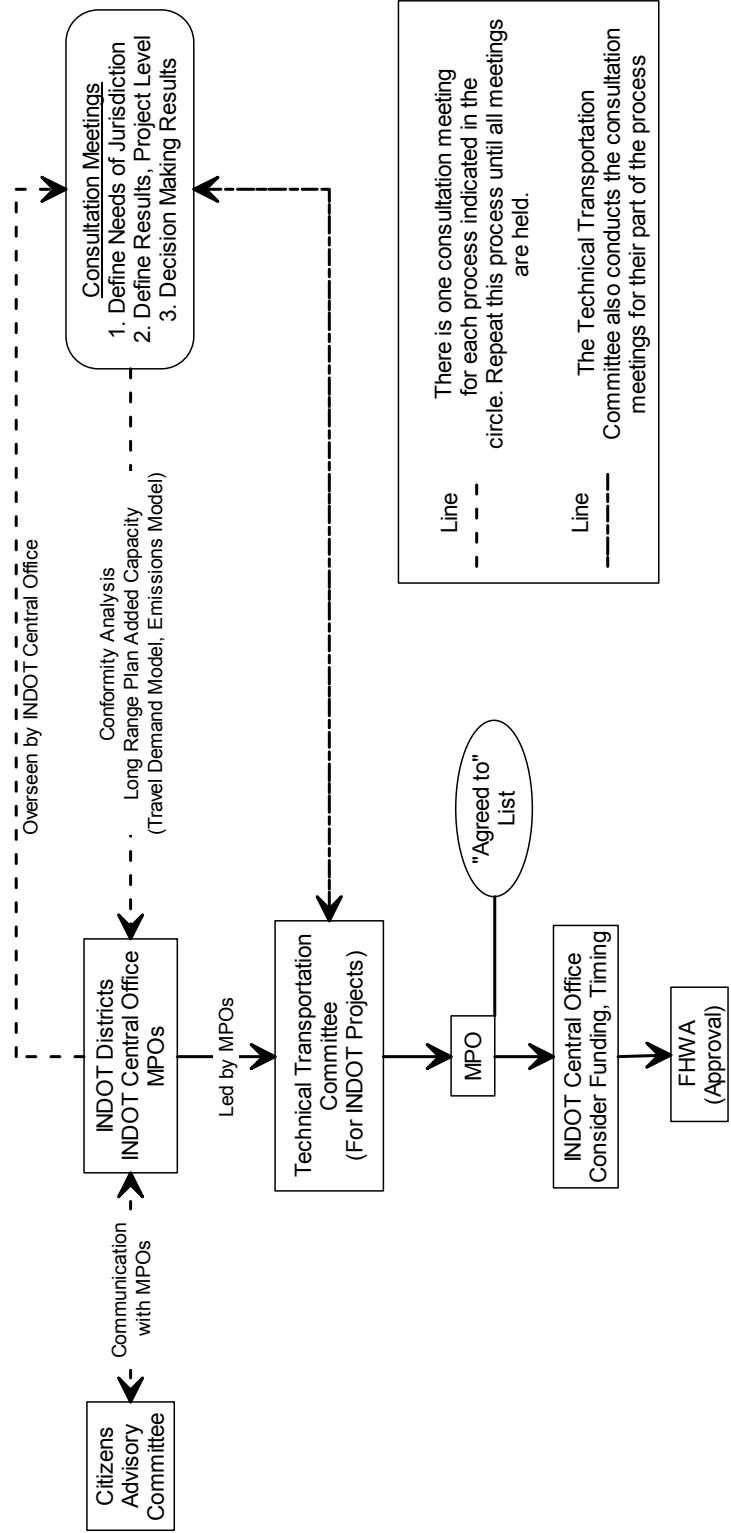 Overseen by INDOT Central Office
Citizens
Advisory
Committee
Communication
with MPOs
INDOT Districts
INDOT Central Office
MPOs
Conformity Analysis
Long Range Plan Added Capacity
(Travel Demand Model, Emissions Model)
Consultation Meetings
1. Define Needs of Jurisdiction
2. Define Results, Project Level
3. Decision Making Results
Led by MPOs
Technical Transportation
Committee
(For INDOT Projects)
MPO
"Agreed to"
List
INDOT Central Office
Consider Funding, Timing
FHWA
(Approval)
Line
There is one consultation meeting
for each process indicated in the
circle. Repeat this process until all meetings
are held.
Line
The Technical Transportation
Committee also conducts the consultation
meetings for their part of the process